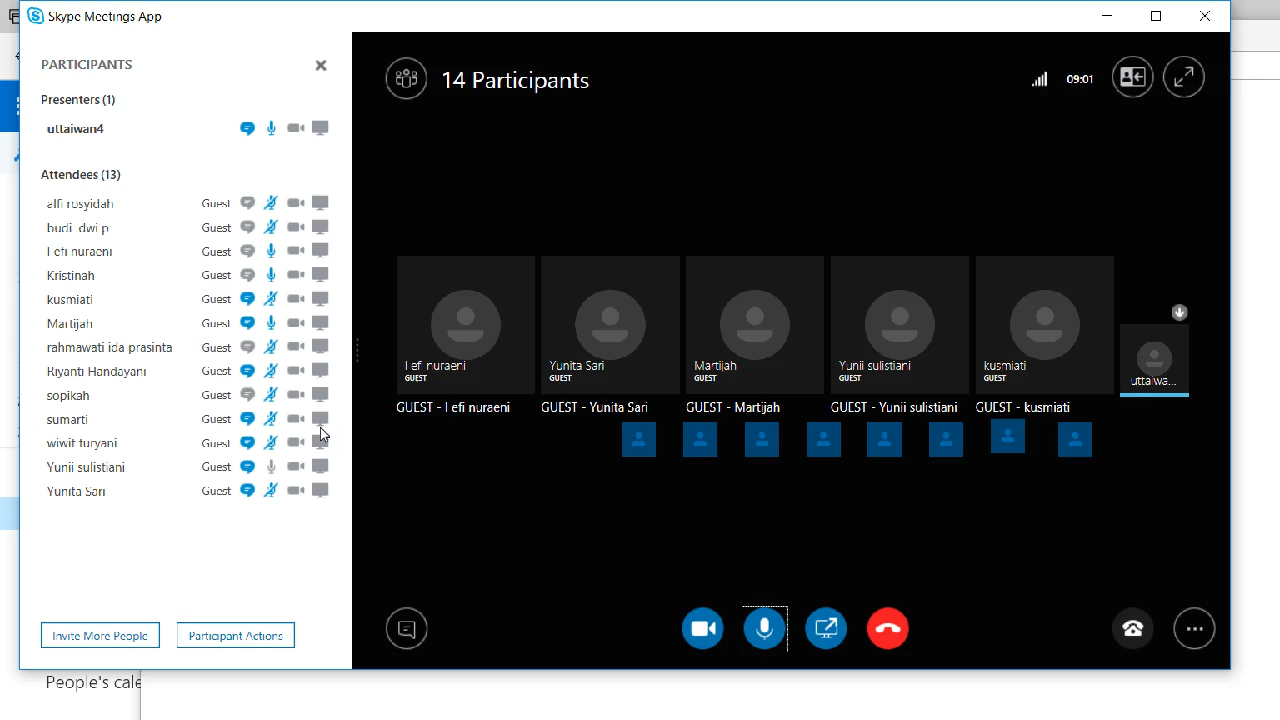 Skype Meetings App
PARTICIPANTS
Presenters (1)
uttaiwan4
Attendees (13)
alfi rosyidah Guest
budi dwi p Guest
Lefi nuraeni Guest
Kristinah Guest
kusmiati Guest
Martijah Guest
rahmawati ida prasinta Guest
Riyanti Handayani Guest
sopikah Guest
sumarti Guest
wiwit turyani Guest
Yunii sulistiani Guest
Yunita Sari Guest
Invite More People
Participant Actions
14 Participants
09:01
Lefi nuraeni
GUEST
Yunita Sari
GUEST
Martijah
GUEST
Yunii sulistiani
GUEST
kusmiati
GUEST
uttaiwa...
GUEST - Lefi nuraeni
GUEST - Yunita Sari
GUEST - Martijah
GUEST - Yunii sulistiani
GUEST - kusmiati
People's cale